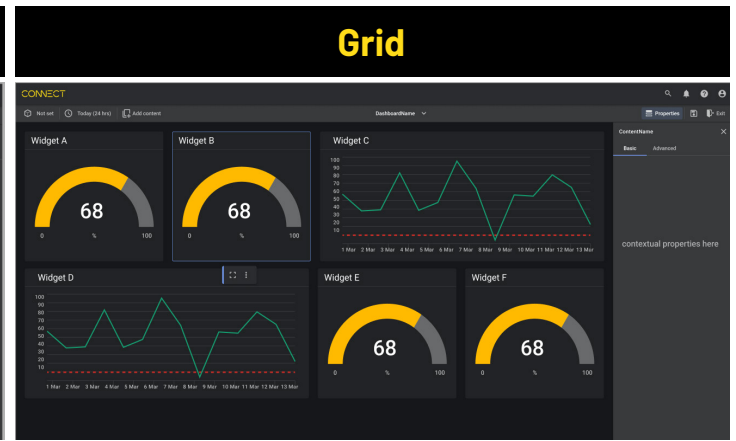 Grid
CONNECT
Not set Today (24 hrs) Add content DashboardName Properties Exit
ContentName
Basic Advanced
contextual properties here
Widget A
68
0 % 100
Widget B
68
0 % 100
Widget C
100
90
80
70
60
50
40
30
20
10
1 Mar 2 Mar 3 Mar 4 Mar 5 Mar 6 Mar 7 Mar 8 Mar 9 Mar 10 Mar 11 Mar 12 Mar 13 Mar
Widget D
100
90
80
70
60
50
40
30
20
10
1 Mar 2 Mar 3 Mar 4 Mar 5 Mar 6 Mar 7 Mar 8 Mar 9 Mar 10 Mar 11 Mar 12 Mar 13 Mar
Widget E
68
0 % 100
Widget F
68
0 % 100